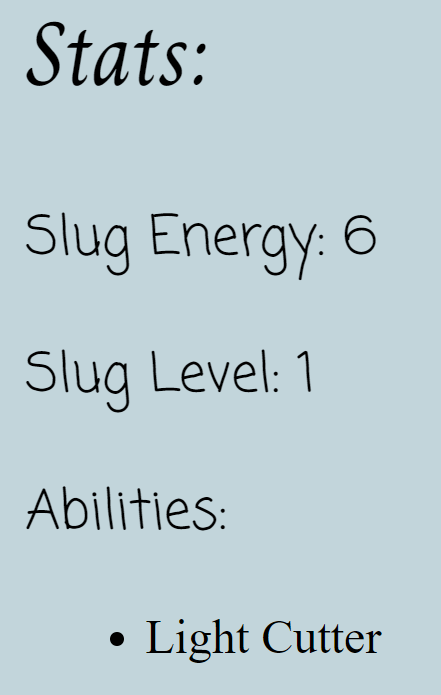 Stats:
Slug Energy: 6
Slug Level: 1
Abilities:
• Light Cutter